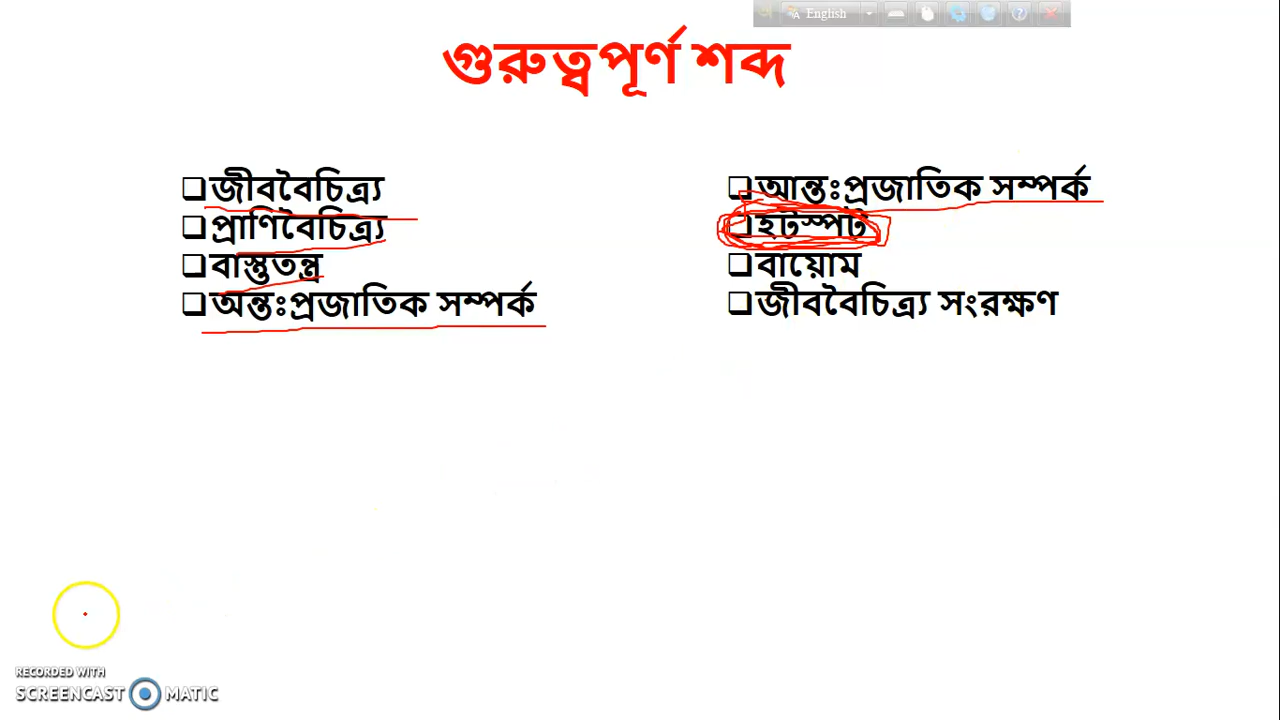 English
গুরুত্বপূর্ণ শব্দ
জীববৈচিত্র্য
প্রাণিবৈচিত্র্য
বাস্তুতন্ত্র
অন্তঃপ্রজাতিক সম্পর্ক
আন্তঃপ্রজাতিক সম্পর্ক
হটস্পট
বায়োম
জীববৈচিত্র্য সংরক্ষণ
RECORDED WITH
SCREENCAST MATIC